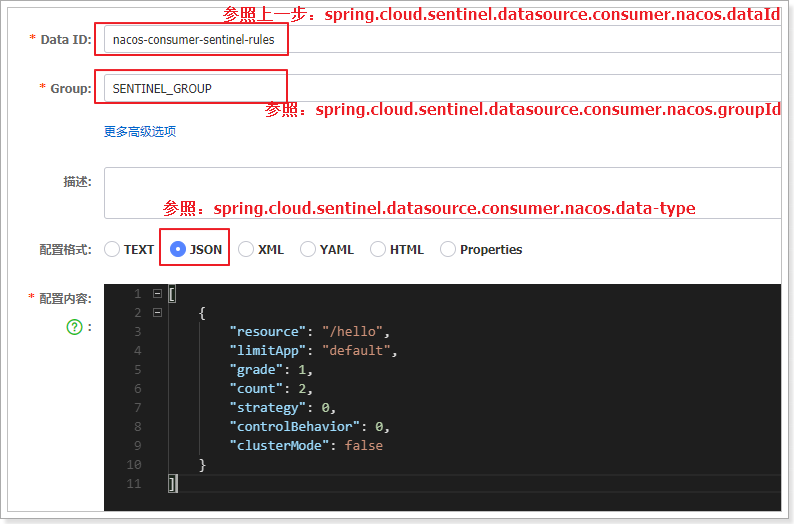 参照上一步：spring.cloud.sentinel.datasource.consumer.nacos.dataId
* Data ID: nacos-consumer-sentinel-rules
* Group: SENTINEL_GROUP
参照：spring.cloud.sentinel.datasource.consumer.nacos.groupId
更多高级选项
描述:
参照：spring.cloud.sentinel.datasource.consumer.nacos.data-type
配置格式: TEXT JSON XML YAML HTML Properties
* 配置内容:
? :
1 [
2 {
3 "resource": "/hello",
4 "limitApp": "default",
5 "grade": 1,
6 "count": 2,
7 "strategy": 0,
8 "controlBehavior": 0,
9 "clusterMode": false
10 }
11 ]